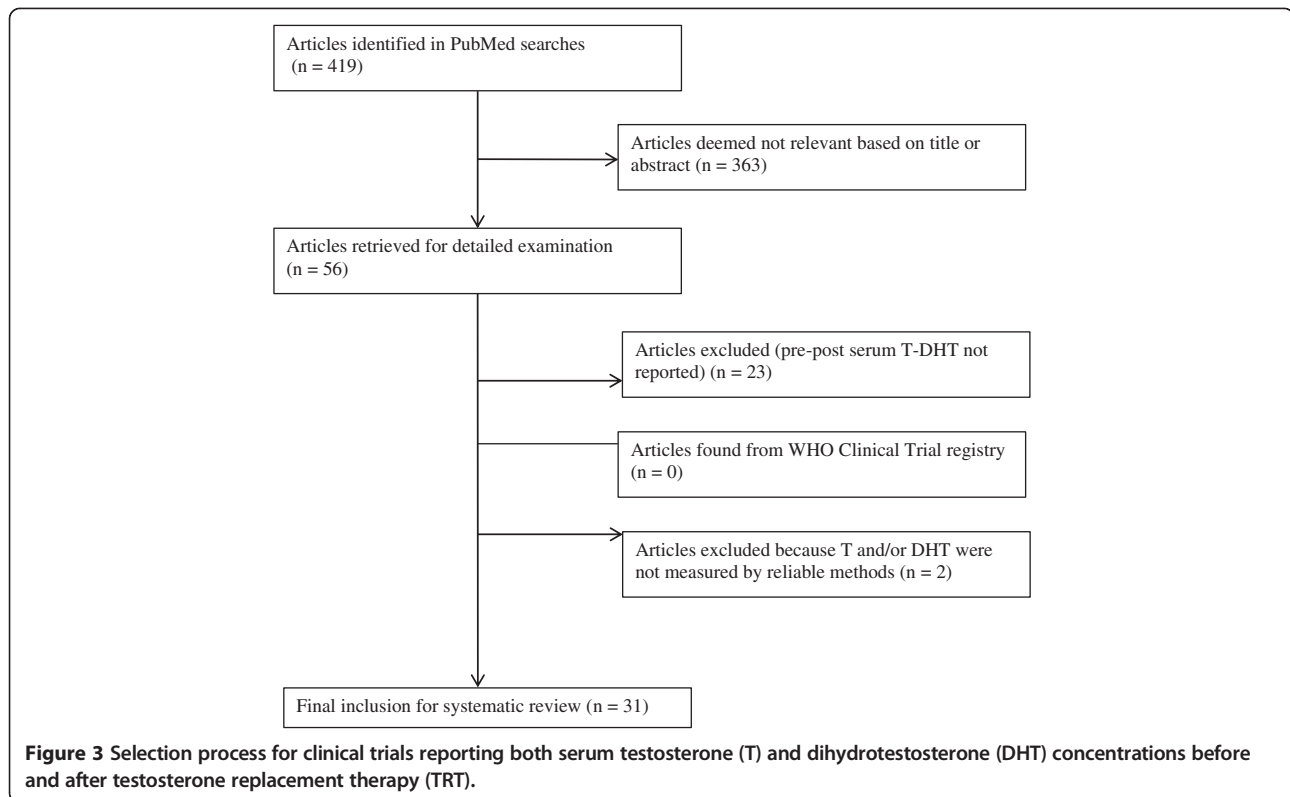 Articles identified in PubMed searches
(n = 419)
Articles deemed not relevant based on title or
abstract (n = 363)
Articles retrieved for detailed examination
(n = 56)
Articles excluded (pre-post serum T-DHT not
reported) (n = 23)
Articles found from WHO Clinical Trial registry
(n = 0)
Articles excluded because T and/or DHT were
not measured by reliable methods (n = 2)
Final inclusion for systematic review (n = 31)
Figure 3 Selection process for clinical trials reporting both serum testosterone (T) and dihydrotestosterone (DHT) concentrations before
and after testosterone replacement therapy (TRT).